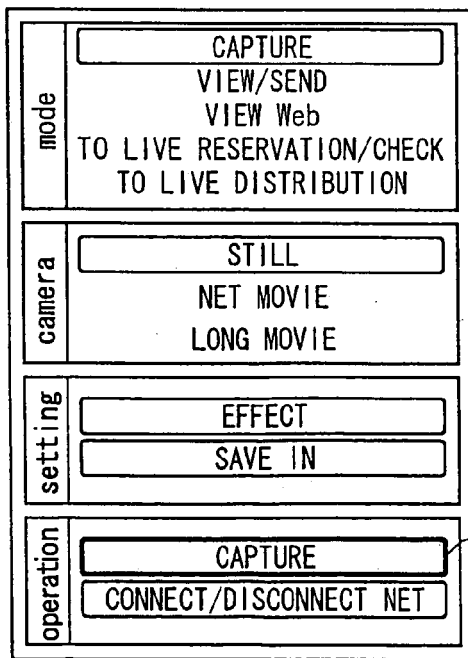 mode
CAPTURE
VIEW/SEND
VIEW Web
TO LIVE RESERVATION/CHECK
TO LIVE DISTRIBUTION
camera
STILL
NET MOVIE
LONG MOVIE
setting
EFFECT
SAVE IN
operation
CAPTURE
CONNECT/DISCONNECT NET